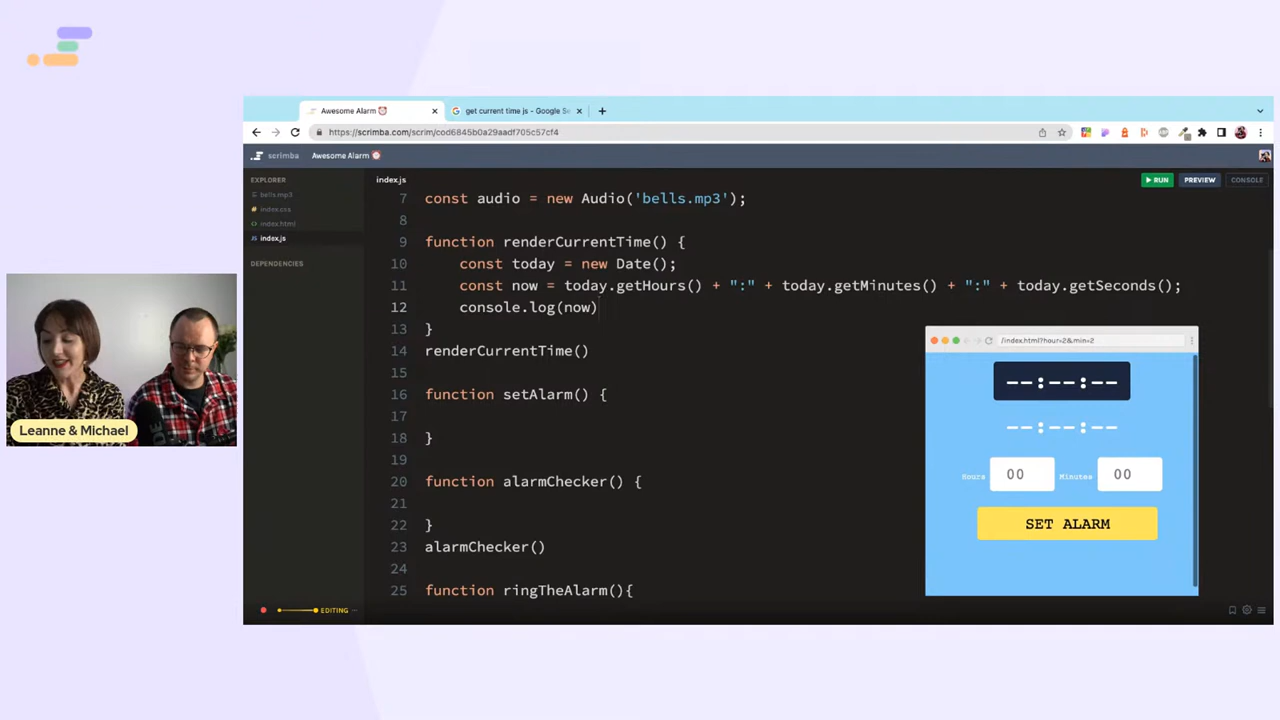 Awesome Alarm
get current time js - Google Se
https://scrimba.com/scrim/cod6845b0a29aadf705c57cf4
scrimba
Awesome Alarm
EXPLORER
bells.mp3
index.css
index.html
index.js
DEPENDENCIES
index.js
RUN
PREVIEW
CONSOLE
7 const audio = new Audio('bells.mp3');
8
9 function renderCurrentTime() {
10 const today = new Date();
11 const now = today.getHours() + ":" + today.getMinutes() + ":" + today.getSeconds();
12 console.log(now)
13 }
14 renderCurrentTime()
15
16 function setAlarm() {
17
18 }
19
20 function alarmChecker() {
21
22 }
23 alarmChecker()
24
25 function ringTheAlarm(){
/index.html?hour=2&min=2
--:--:--
--:--:--
Hours 00 Minutes 00
SET ALARM
EDITING
Leanne & Michael